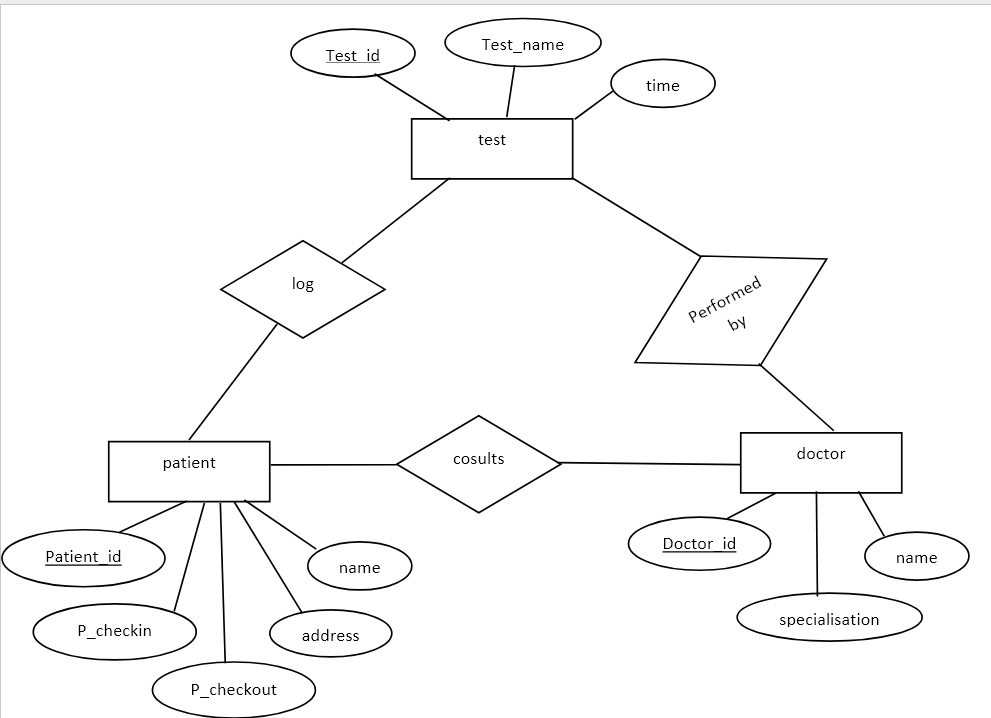 Test_id
Test_name
time
test
log
Performed
by
patient
cosults
doctor
Patient_id
name
Doctor_id
name
P_checkin
address
specialisation
P_checkout